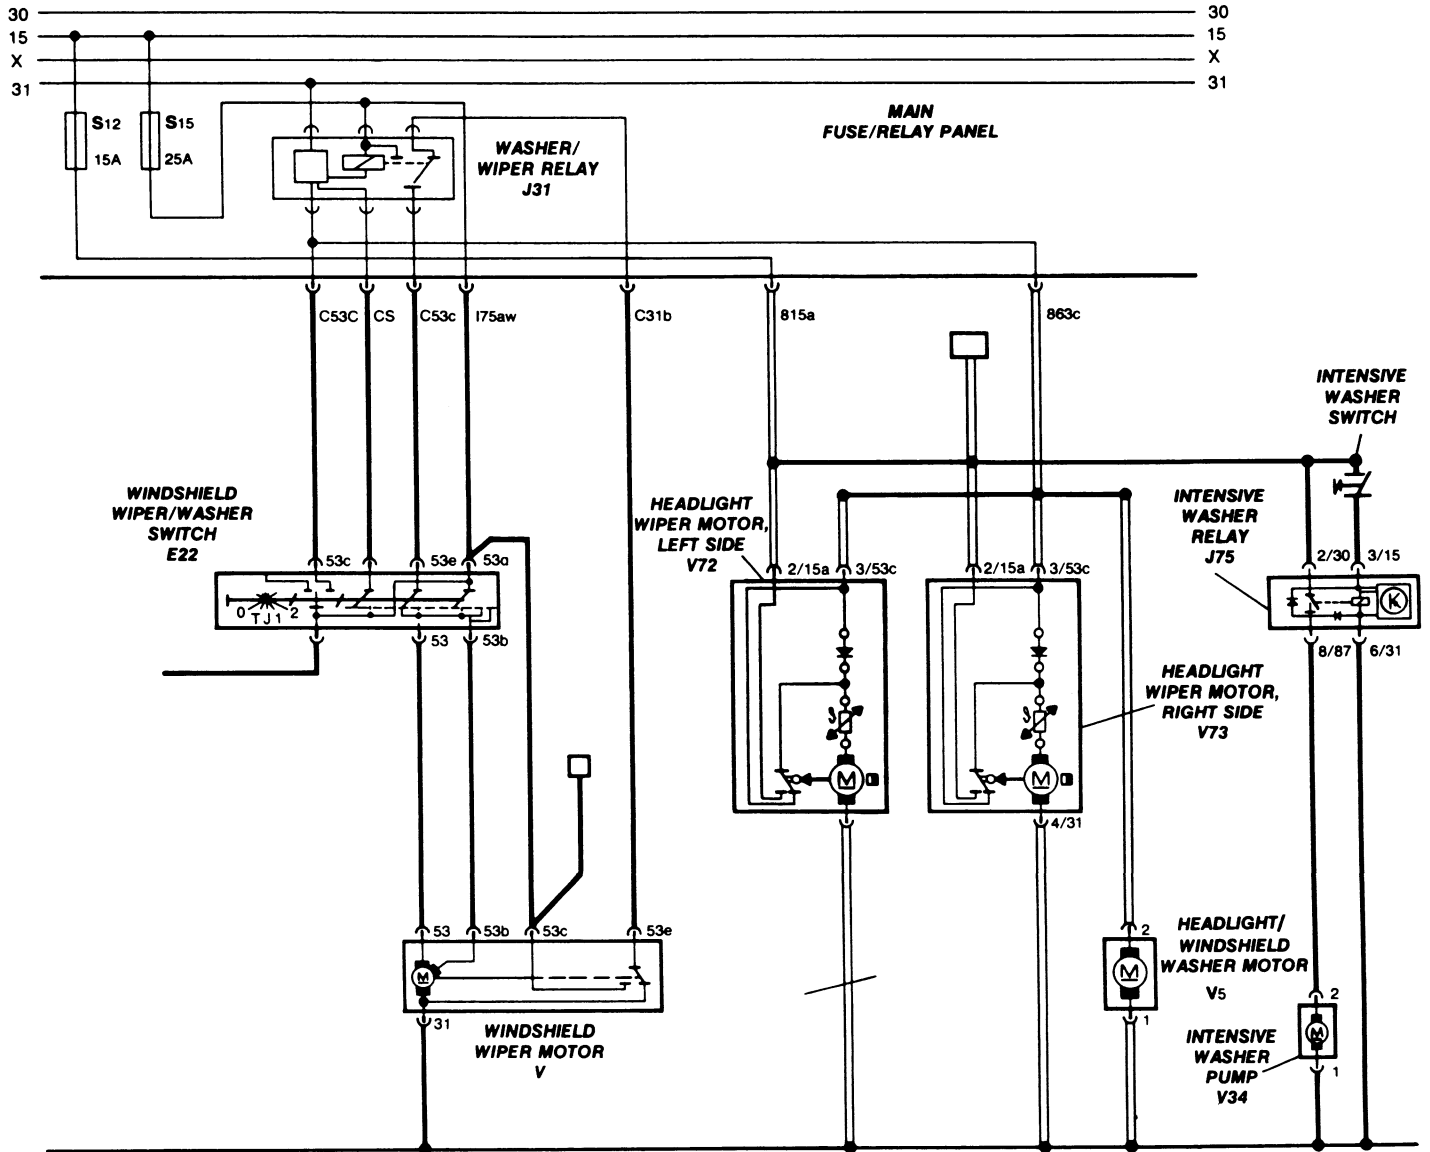 30 30
15 15
X X
31 31
S12
15A
S15
25A
MAIN
FUSE/RELAY PANEL
WASHER/
WIPER RELAY
J31
C53C CS C53c I75aw C31b 815a 863c
INTENSIVE
WASHER
SWITCH
WINDSHIELD
WIPER/WASHER
SWITCH
E22
HEADLIGHT
WIPER MOTOR,
LEFT SIDE
V72
INTENSIVE
WASHER
RELAY
J75
53c 53e 53a
2/15a 3/53c 2/15a 3/53c
2/30 3/15
0 T J 1 2
K
53 53b
8/87 6/31
HEADLIGHT
WIPER MOTOR,
RIGHT SIDE
V73
M M
4/31
53 53b 53c 53e
M
31
WINDSHIELD
WIPER MOTOR
V
2
M
1
HEADLIGHT/
WINDSHIELD
WASHER MOTOR
V5
2
M
1
INTENSIVE
WASHER
PUMP
V34